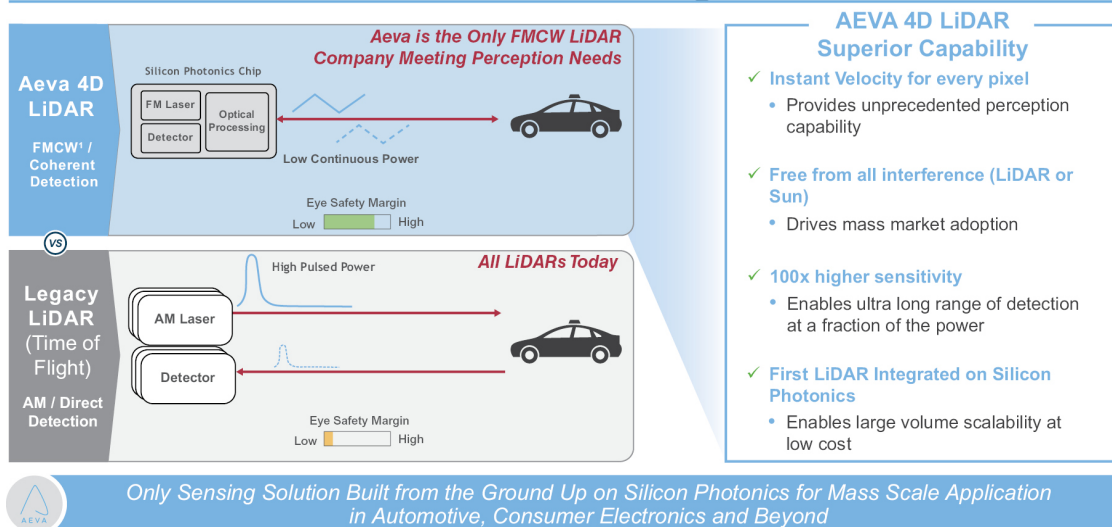 Aeva 4D
LiDAR
FMCW¹ /
Coherent
Detection
Aeva is the Only FMCW LiDAR
Company Meeting Perception Needs
Silicon Photonics Chip
FM Laser
Detector
Optical
Processing
Low Continuous Power
Eye Safety Margin
Low
High
VS
Legacy
LiDAR
(Time of
Flight)
AM / Direct
Detection
All LiDARs Today
High Pulsed Power
AM Laser
Detector
Eye Safety Margin
Low
High
AEVA 4D LiDAR
Superior Capability
✓ Instant Velocity for every pixel
• Provides unprecedented perception
capability
✓ Free from all interference (LiDAR or
Sun)
• Drives mass market adoption
✓ 100x higher sensitivity
• Enables ultra long range of detection
at a fraction of the power
✓ First LiDAR Integrated on Silicon
Photonics
• Enables large volume scalability at
low cost
AEVA
Only Sensing Solution Built from the Ground Up on Silicon Photonics for Mass Scale Application
in Automotive, Consumer Electronics and Beyond